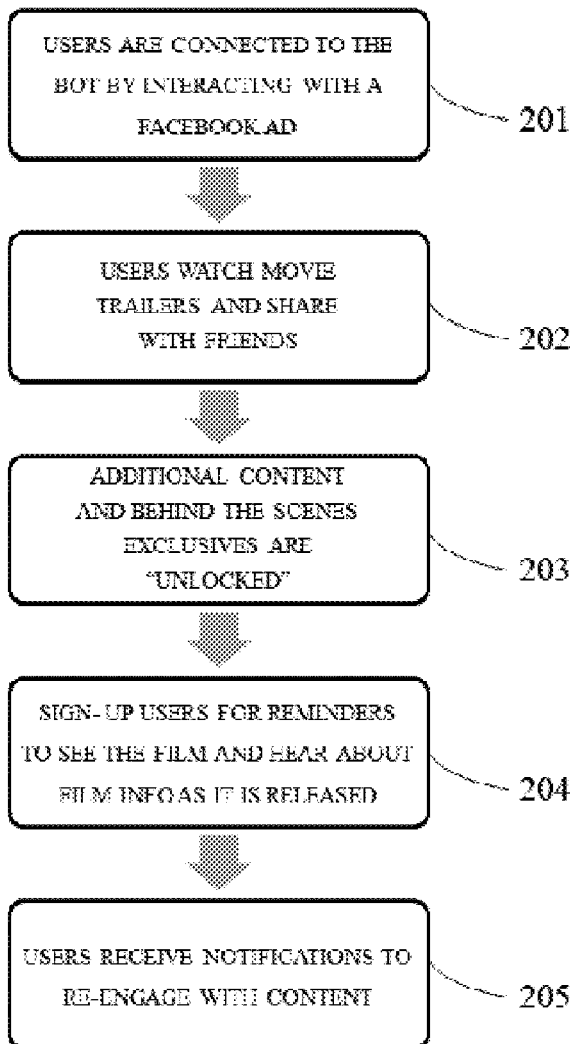 USERS ARE CONNECTED TO THE
BOT BY INTERACTING WITH A
FACEBOOK AD
201
USERS WATCH MOVIE
TRAILERS AND SHARE
WITH FRIENDS
202
ADDITIONAL CONTENT
AND BEHIND THE SCENES
EXCLUSIVES ARE
"UNLOCKED"
203
SIGN-UP USERS FOR REMINDERS
TO SEE THE FILM AND HEAR ABOUT
FILM INFO AS IT IS RELEASED
204
USERS RECEIVE NOTIFICATIONS TO
RE-ENGAGE WITH CONTENT
205